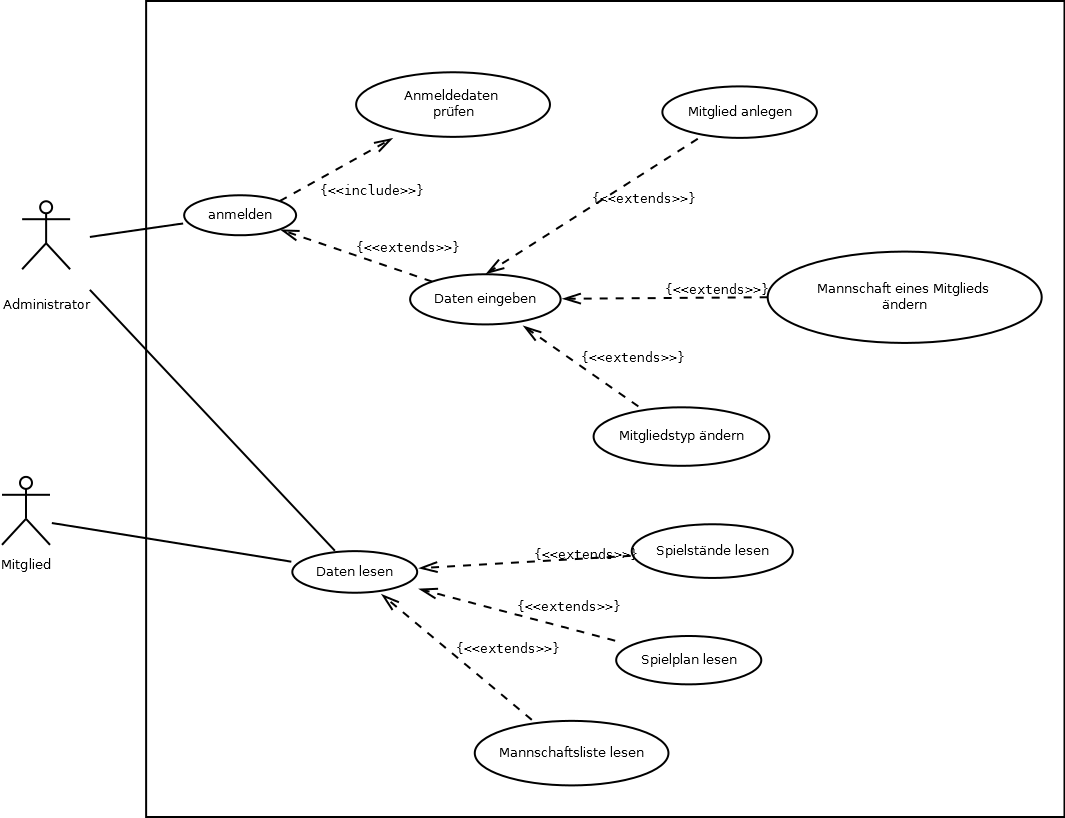 Anmeldedaten
prüfen
Mitglied anlegen
{<<include>>}
{<<extends>>}
anmelden
{<<extends>>}
Administrator
Daten eingeben
{<<extends>>}
Mannschaft eines Mitglieds
ändern
{<<extends>>}
Mitgliedstyp ändern
Mitglied
Daten lesen
{<<extends>>}
Spielstände lesen
{<<extends>>}
Spielplan lesen
{<<extends>>}
Mannschaftsliste lesen